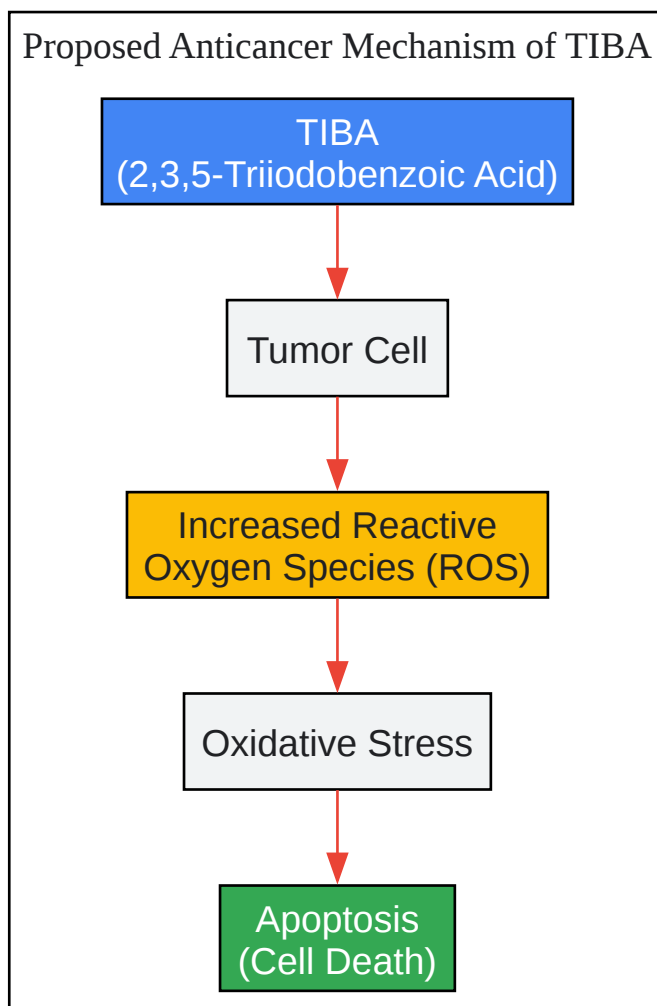 Proposed Anticancer Mechanism of TIBA
TIBA
(2,3,5-Triiodobenzoic Acid)
Tumor Cell
Increased Reactive
Oxygen Species (ROS)
Oxidative Stress
Apoptosis
(Cell Death)